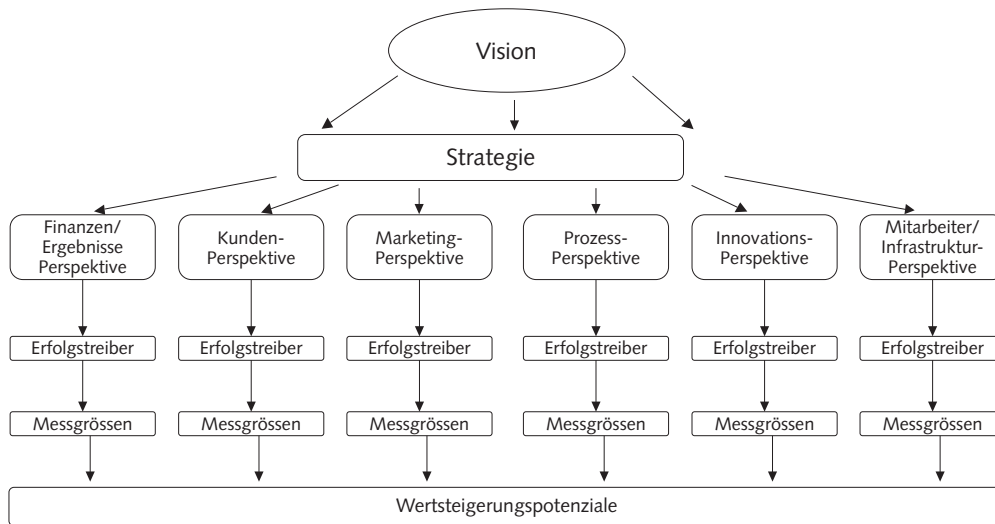 Vision
Strategie
Finanzen/
Ergebnisse
Perspektive
Kunden-
Perspektive
Marketing-
Perspektive
Prozess-
Perspektive
Innovations-
Perspektive
Mitarbeiter/
Infrastruktur-
Perspektive
Erfolgstreiber
Erfolgstreiber
Erfolgstreiber
Erfolgstreiber
Erfolgstreiber
Erfolgstreiber
Messgrössen
Messgrössen
Messgrössen
Messgrössen
Messgrössen
Messgrössen
Wertsteigerungspotenziale